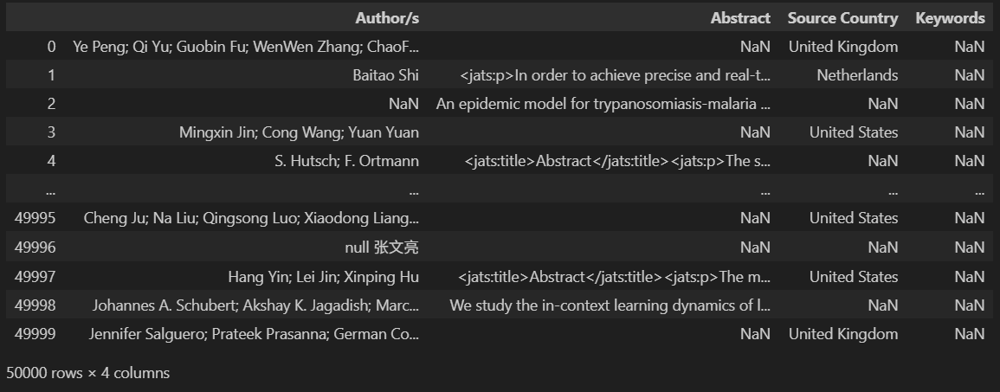 Author/s Abstract Source Country Keywords
0 Ye Peng; Qi Yu; Guobin Fu; WenWen Zhang; ChaoF... NaN United Kingdom NaN
1 Baitao Shi <jats:p>In order to achieve precise and real-t... Netherlands NaN
2 NaN An epidemic model for trypanosomiasis-malaria ... NaN NaN
3 Mingxin Jin; Cong Wang; Yuan Yuan NaN United States NaN
4 S. Hutsch; F. Ortmann <jats:title>Abstract</jats:title><jats:p>The s... NaN NaN
... ... ... ... ...
49995 Cheng Ju; Na Liu; Qingsong Luo; Xiaodong Liang... NaN United States NaN
49996 null 张文亮 NaN NaN NaN
49997 Hang Yin; Lei Jin; Xinping Hu <jats:title>Abstract</jats:title><jats:p>The m... United States NaN
49998 Johannes A. Schubert; Akshay K. Jagadish; Marc... We study the in-context learning dynamics of l... NaN NaN
49999 Jennifer Salguero; Prateek Prasanna; German Co... NaN United Kingdom NaN
50000 rows × 4 columns